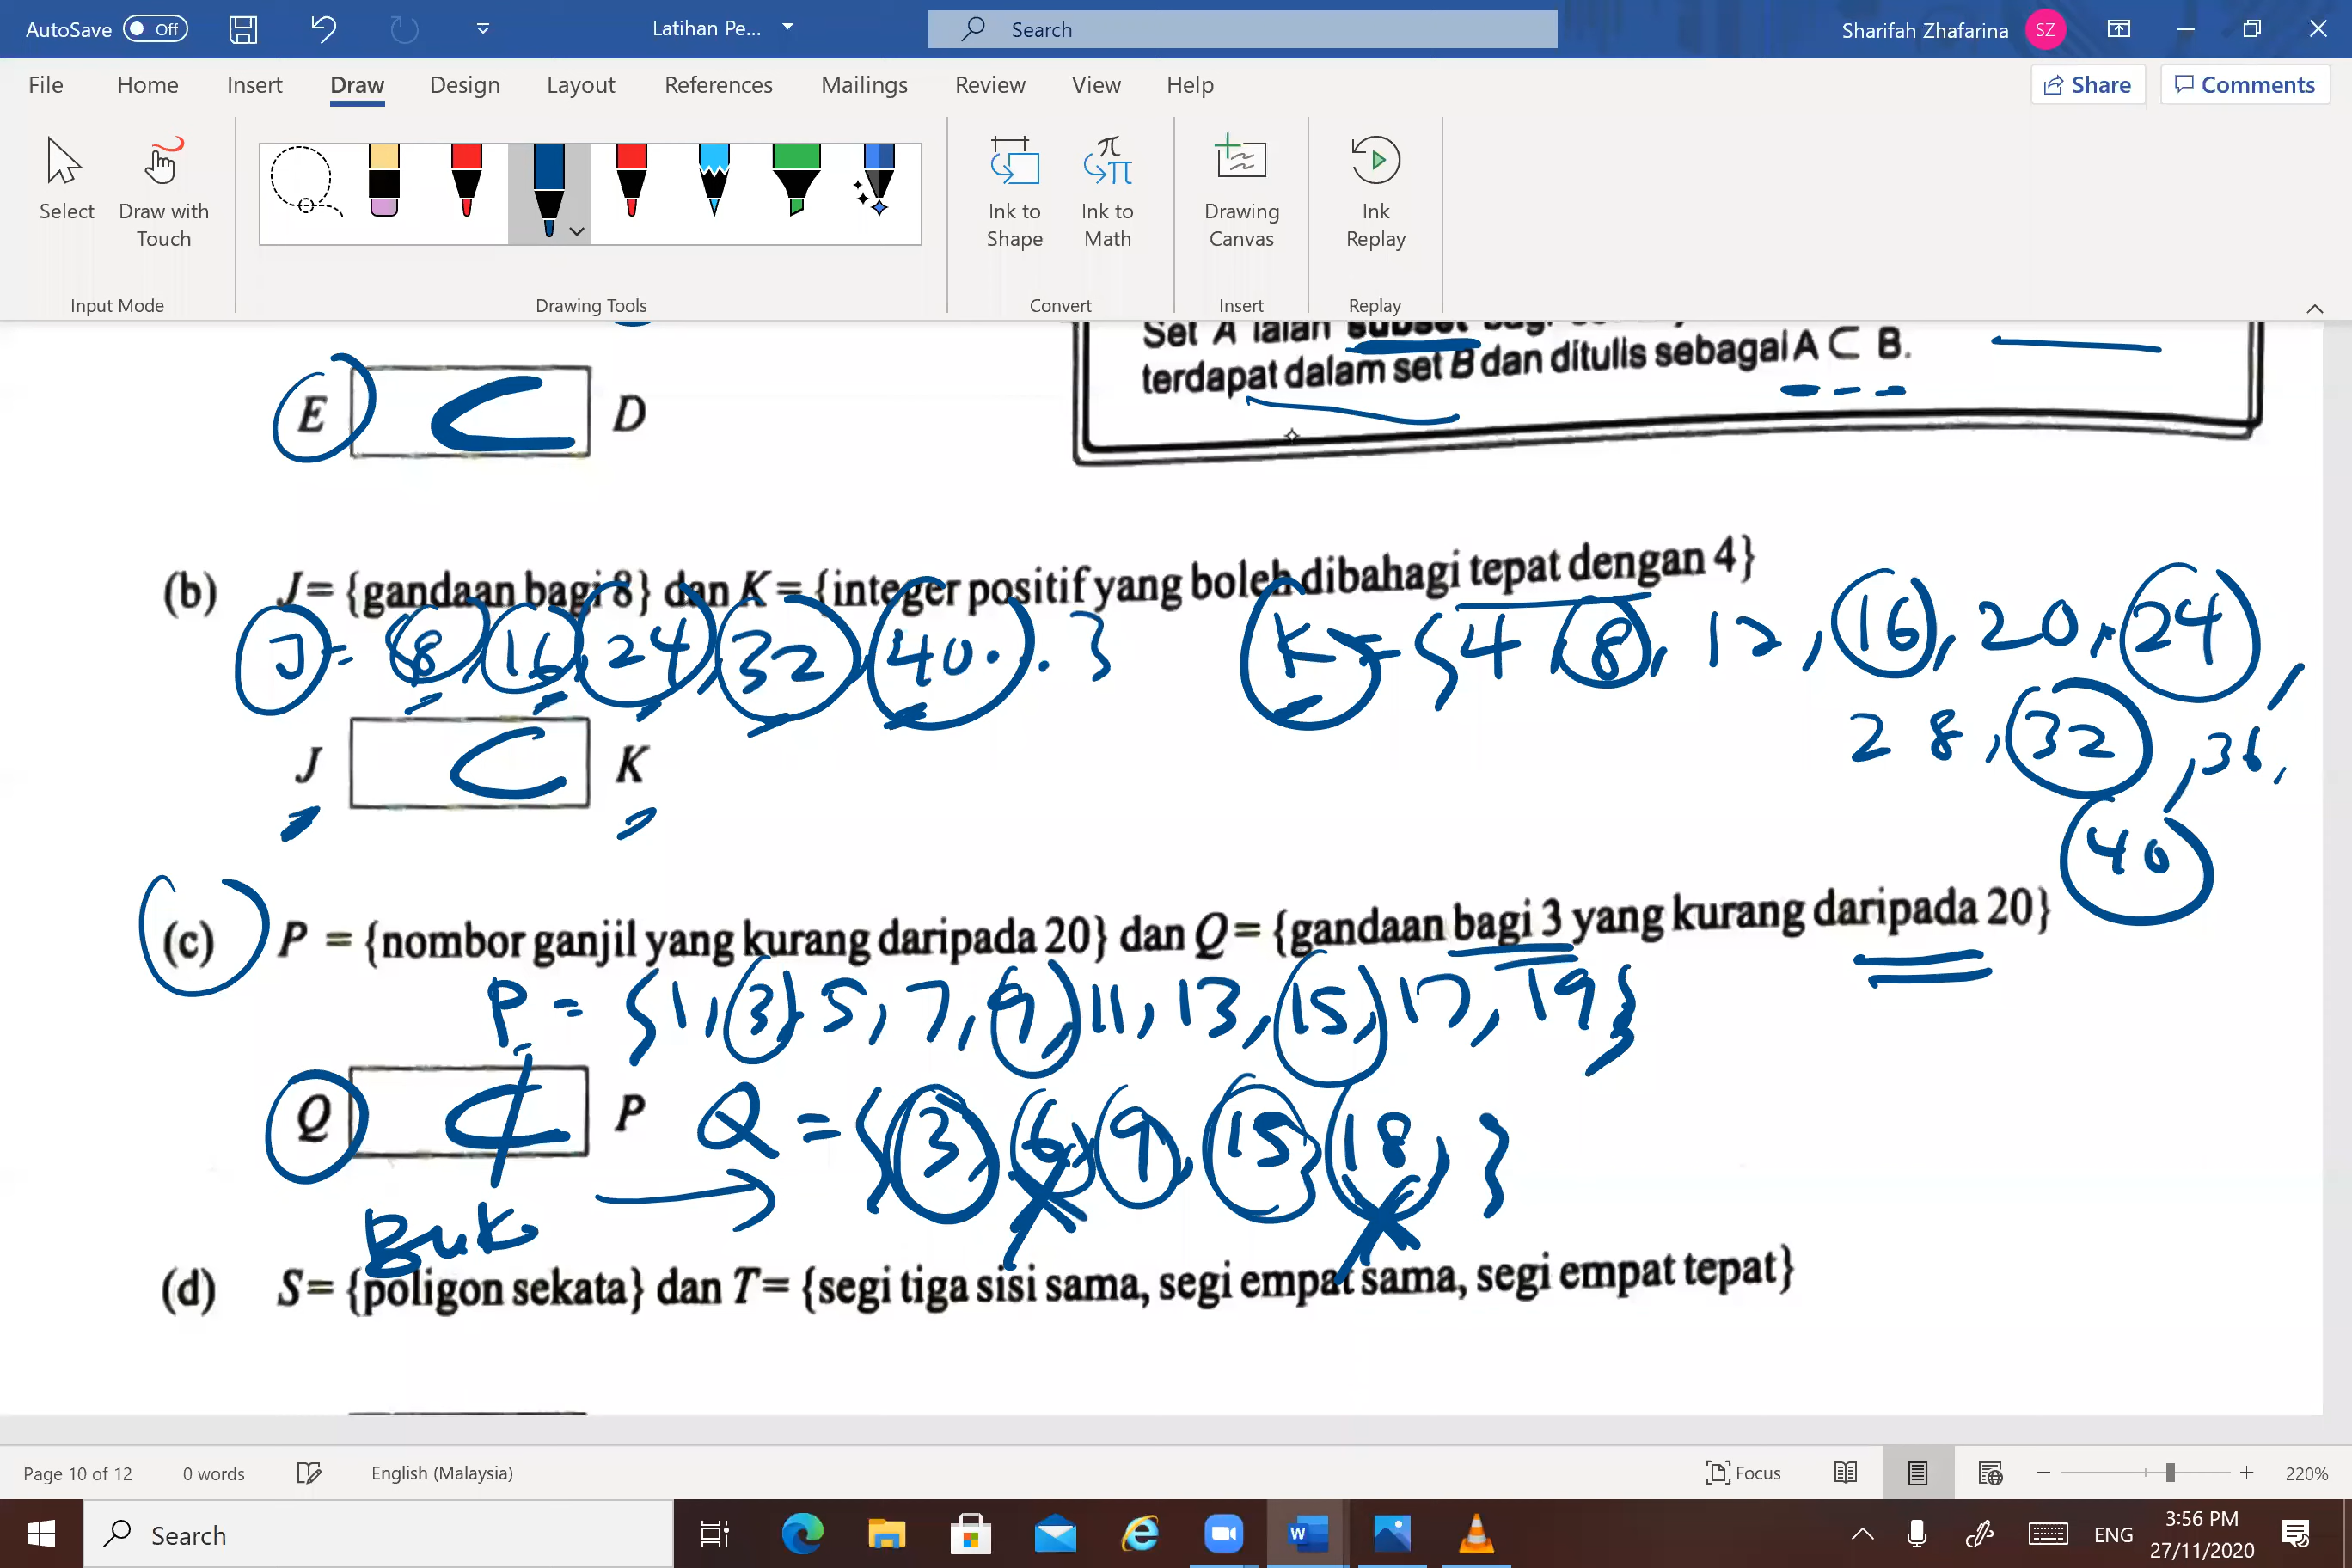 AutoSave Off Latihan Pe... Search Sharifah Zhafarina SZ
File Home Insert Draw Design Layout References Mailings Review View Help Share Comments
Select Draw with Touch Ink to Shape Ink to Math Drawing Canvas Ink Replay
Input Mode Drawing Tools Convert Insert Replay
Set A ialah subset bagi
terdapat dalam set B dan ditulis sebagai A ⊂ B.
E ⊂ D
(b) J = {gandaan bagi 8} dan K = {integer positif yang boleh dibahagi tepat dengan 4}
J = {8, 16, 24, 32, 40 . . } K = {4, 8, 12, 16, 20, 24,
28, 32, 36,
40
J ⊂ K
(c) P = {nombor ganjil yang kurang daripada 20} dan Q = {gandaan bagi 3 yang kurang daripada 20}
P = {1, 3, 5, 7, 9, 11, 13, 15, 17, 19}
Q ⊄ P Q = {3, 6, 9, 15, 18, }
(d) S = {poligon sekata} dan T = {segi tiga sisi sama, segi empat sama, segi empat tepat}
Page 10 of 12 0 words English (Malaysia) Focus 220%
Search ENG 3:56 PM
27/11/2020